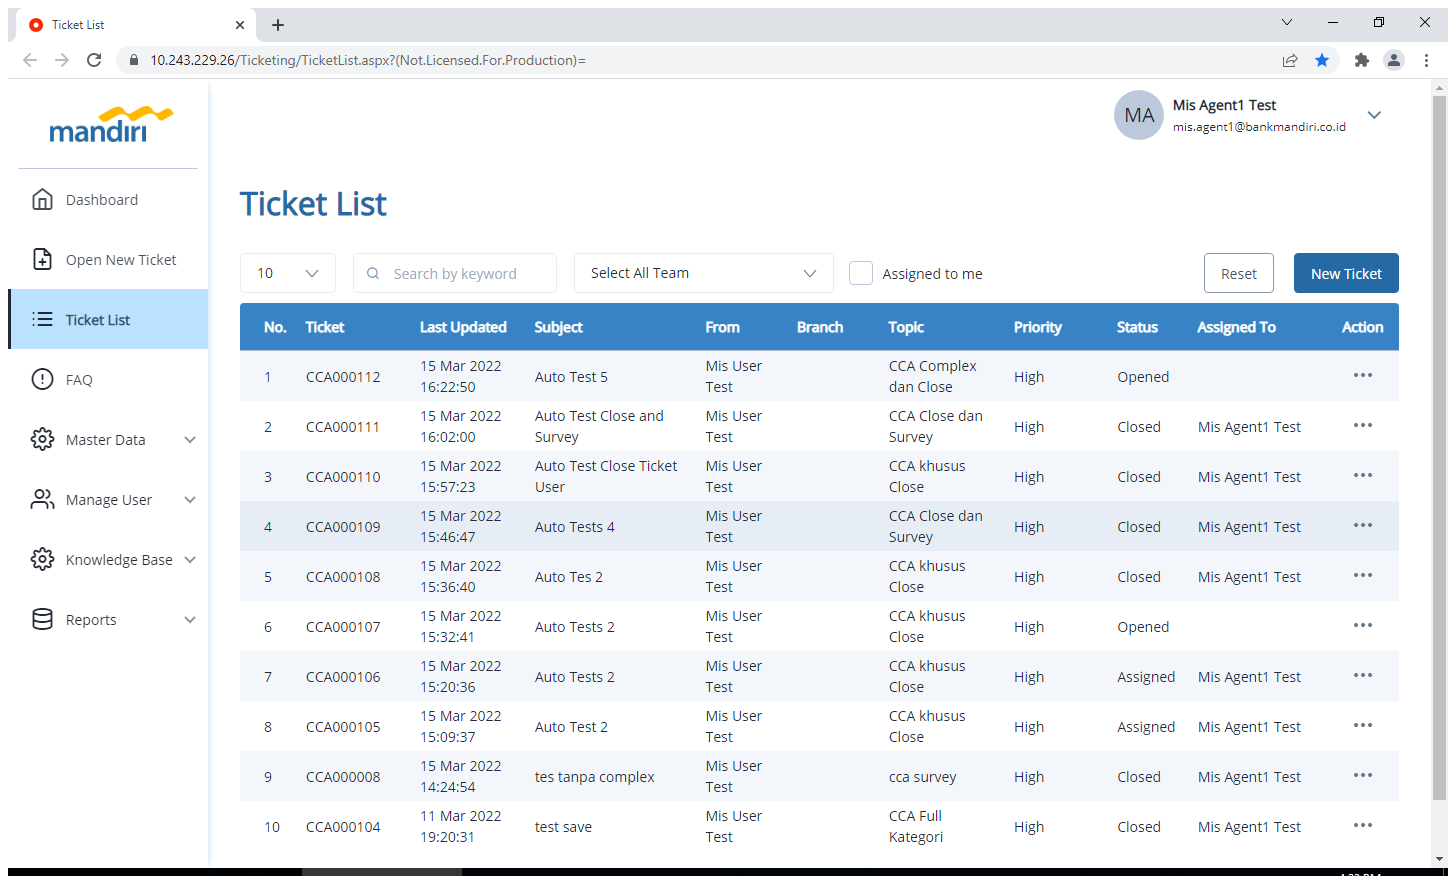 Ticket List
10.243.229.26/Ticketing/TicketList.aspx?(Not.Licensed.For.Production)=
mandiri
MA
Mis Agent1 Test
mis.agent1@bankmandiri.co.id
Dashboard
Open New Ticket
Ticket List
FAQ
Master Data
Manage User
Knowledge Base
Reports
Ticket List
10
Search by keyword
Select All Team
Assigned to me
Reset
New Ticket
No. Ticket Last Updated Subject From Branch Topic Priority Status Assigned To Action
1 CCA000112 15 Mar 2022 16:22:50 Auto Test 5 Mis User Test CCA Complex dan Close High Opened
2 CCA000111 15 Mar 2022 16:02:00 Auto Test Close and Survey Mis User Test CCA Close dan Survey High Closed Mis Agent1 Test
3 CCA000110 15 Mar 2022 15:57:23 Auto Test Close Ticket User Mis User Test CCA khusus Close High Closed Mis Agent1 Test
4 CCA000109 15 Mar 2022 15:46:47 Auto Tests 4 Mis User Test CCA Close dan Survey High Closed Mis Agent1 Test
5 CCA000108 15 Mar 2022 15:36:40 Auto Tes 2 Mis User Test CCA khusus Close High Closed Mis Agent1 Test
6 CCA000107 15 Mar 2022 15:32:41 Auto Tests 2 Mis User Test CCA khusus Close High Opened
7 CCA000106 15 Mar 2022 15:20:36 Auto Tests 2 Mis User Test CCA khusus Close High Assigned Mis Agent1 Test
8 CCA000105 15 Mar 2022 15:09:37 Auto Test 2 Mis User Test CCA khusus Close High Assigned Mis Agent1 Test
9 CCA000008 15 Mar 2022 14:24:54 tes tanpa complex Mis User Test cca survey High Closed Mis Agent1 Test
10 CCA000104 11 Mar 2022 19:20:31 test save Mis User Test CCA Full Kategori High Closed Mis Agent1 Test